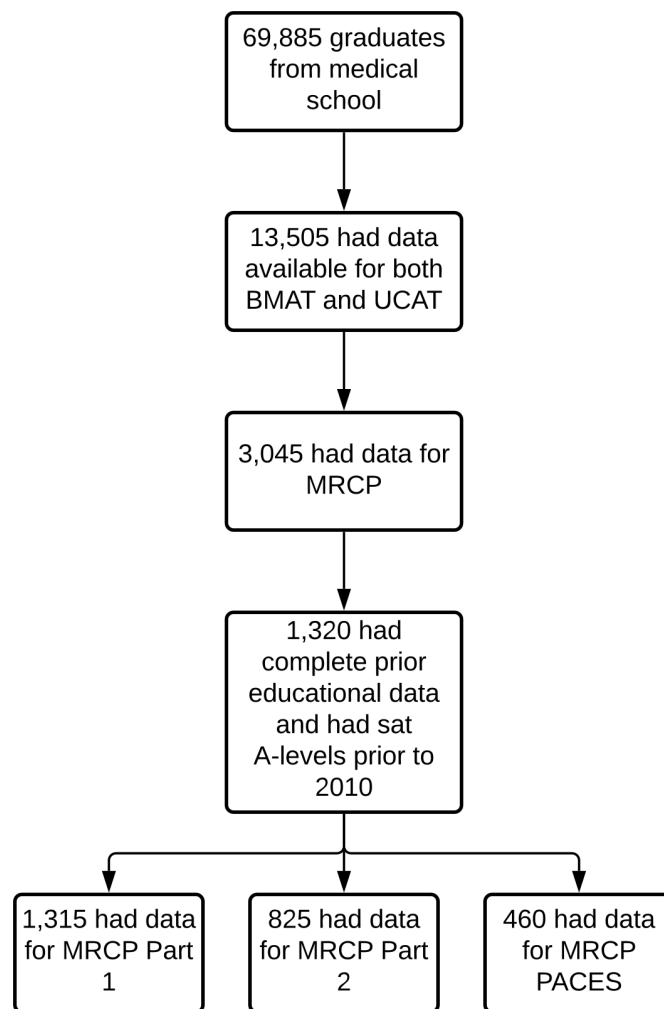 69,885 graduates
from medical
school
13,505 had data
available for both
BMAT and UCAT
3,045 had data for
MRCP
1,320 had
complete prior
educational data
and had sat
A-levels prior to
2010
1,315 had data
for MRCP Part
1
825 had data
for MRCP Part
2
460 had data
for MRCP
PACES